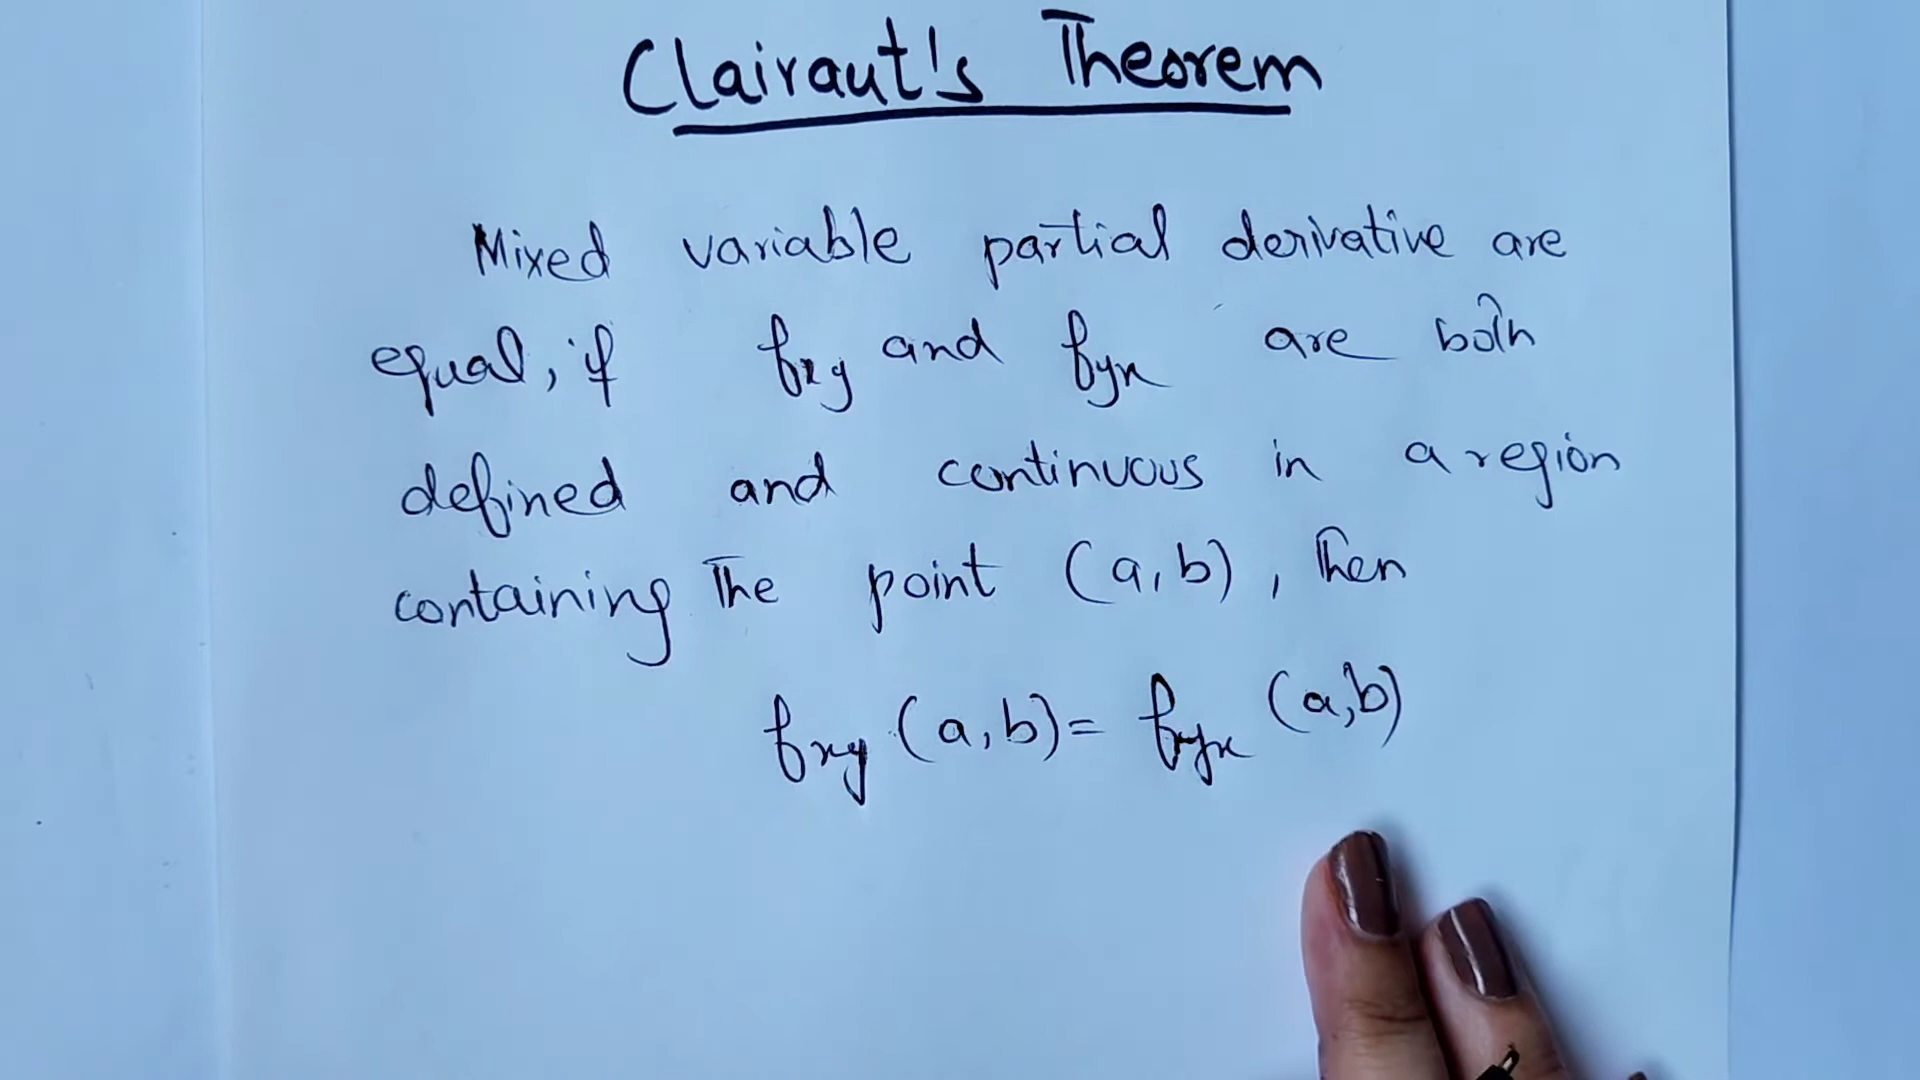 Clairaut's Theorem
Mixed variable partial derivative are
equal, if fxy and fyx are both
defined and continuous in a region
containing the point (a,b), then
fxy (a,b)= fyx (a,b)